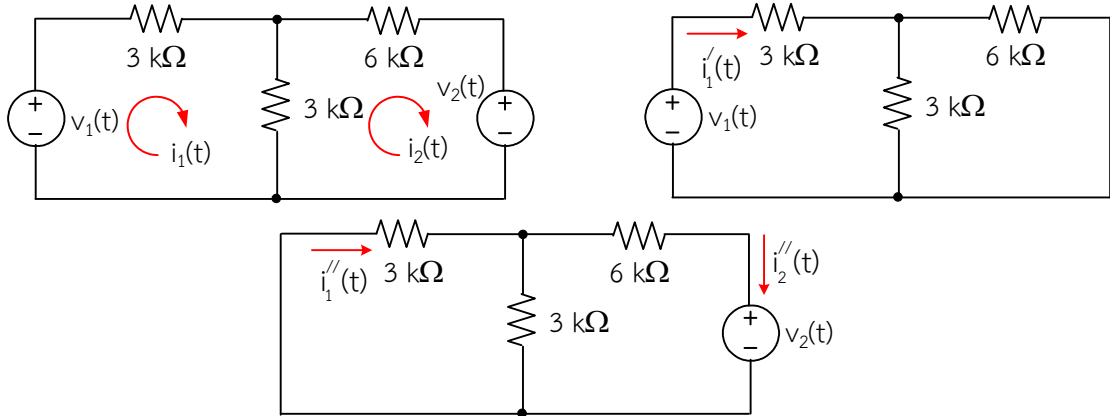 3 kΩ
6 kΩ
+
−
v₁(t)
i₁(t)
3 kΩ
i₂(t)
v₂(t)
+
−
i₁′(t)
3 kΩ
6 kΩ
+
−
v₁(t)
3 kΩ
i₁″(t)
3 kΩ
6 kΩ
i₂″(t)
3 kΩ
+
−
v₂(t)